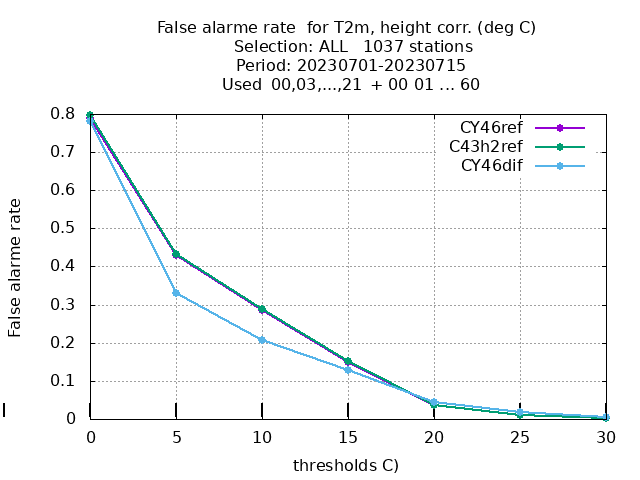 False alarme rate  for T2m, height corr. (deg C)
Selection: ALL   1037 stations
Period: 20230701-20230715
Used  00,03,...,21  + 00 01 ... 60
CY46ref
C43h2ref
CY46dif
0.8
0.7
0.6
0.5
0.4
0.3
0.2
0.1
0
False alarme rate
0 5 10 15 20 25 30
thresholds C)